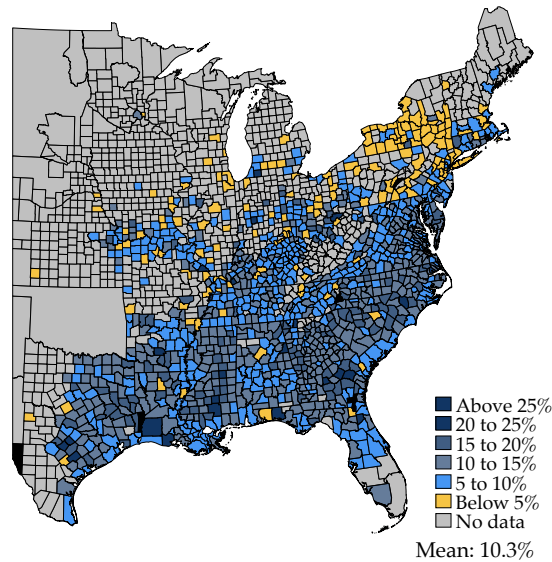 Above 25%
20 to 25%
15 to 20%
10 to 15%
5 to 10%
Below 5%
No data
Mean: 10.3%